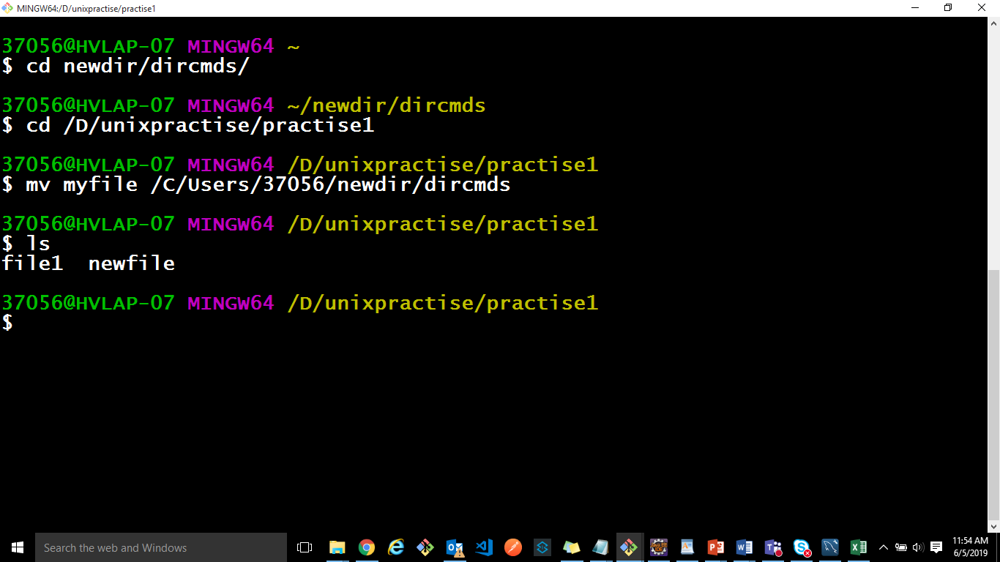 MINGW64:/D/unixpractise/practise1
37056@HVLAP-07 MINGW64 ~
$ cd newdir/dircmds/
37056@HVLAP-07 MINGW64 ~/newdir/dircmds
$ cd /D/unixpractise/practise1
37056@HVLAP-07 MINGW64 /D/unixpractise/practise1
$ mv myfile /C/Users/37056/newdir/dircmds
37056@HVLAP-07 MINGW64 /D/unixpractise/practise1
$ ls
file1  newfile
37056@HVLAP-07 MINGW64 /D/unixpractise/practise1
$
Search the web and Windows
11:54 AM
6/5/2019